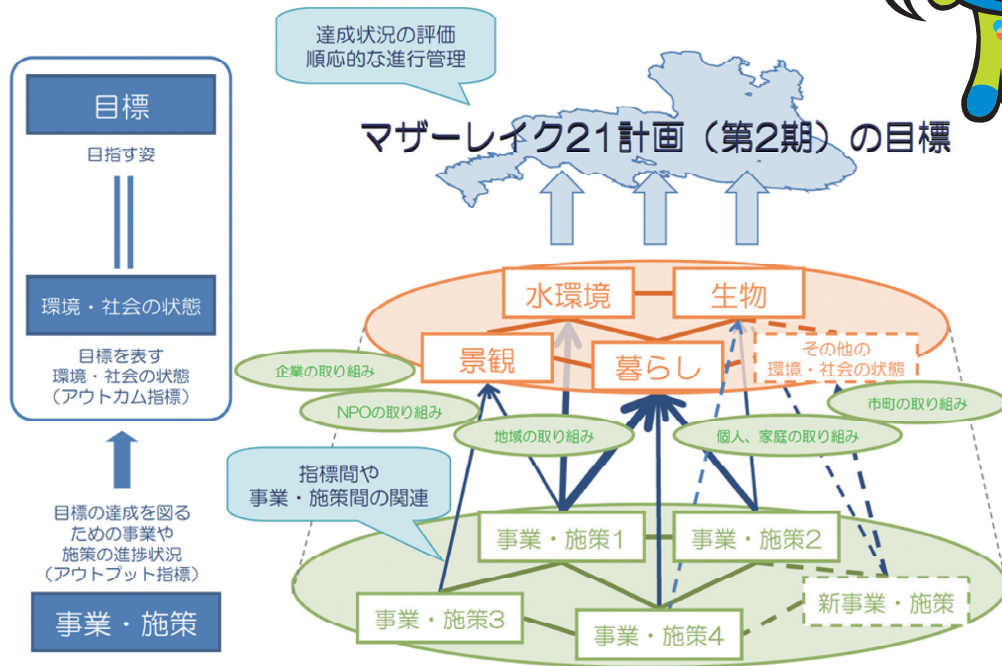 達成状況の評価
順応的な進行管理
マザーレイク21計画（第2期）の目標
目標
目指す姿
環境・社会の状態
目標を表す
環境・社会の状態
（アウトカム指標）
目標の達成を図る
ための事業や
施策の進捗状況
（アウトプット指標）
事業・施策
水環境
生物
景観
暮らし
その他の
環境・社会の状態
企業の取り組み
NPOの取り組み
地域の取り組み
個人、家庭の取り組み
市町の取り組み
指標間や
事業・施策間の関連
事業・施策1
事業・施策2
事業・施策3
事業・施策4
新事業・施策